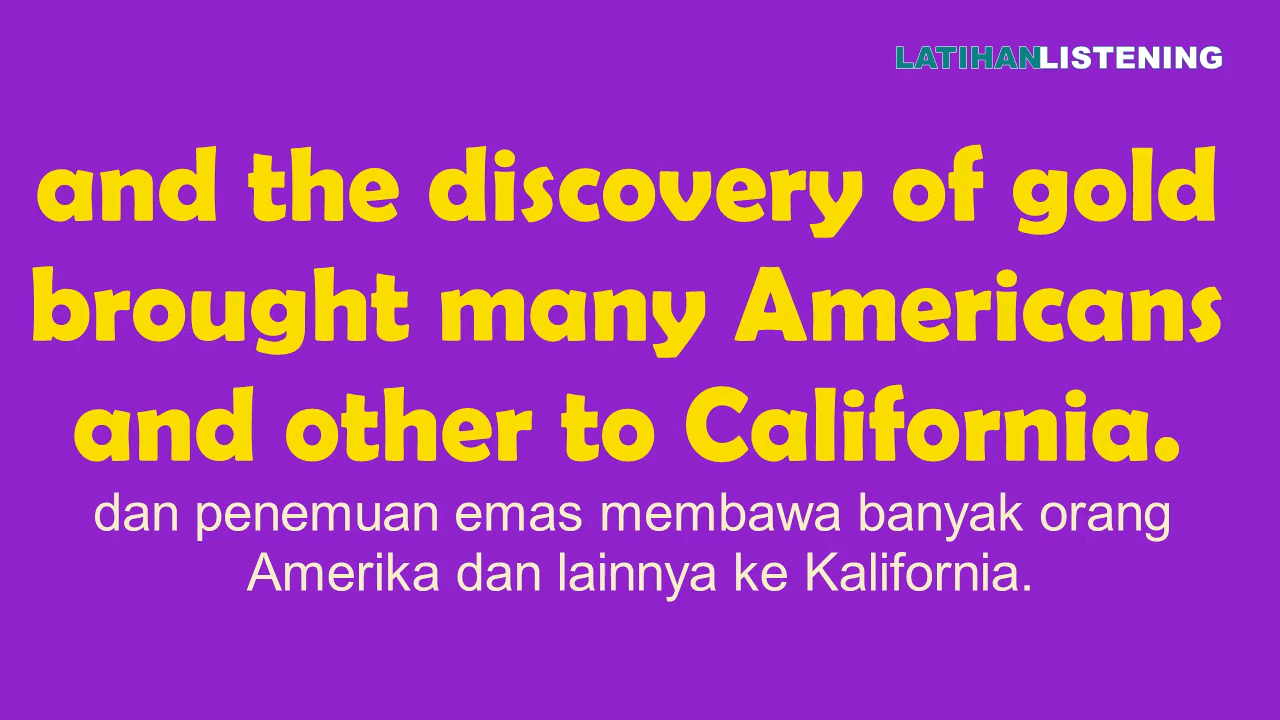 LATIHANLISTENING
and the discovery of gold
brought many Americans
and other to California.
dan penemuan emas membawa banyak orang
Amerika dan lainnya ke Kalifornia.